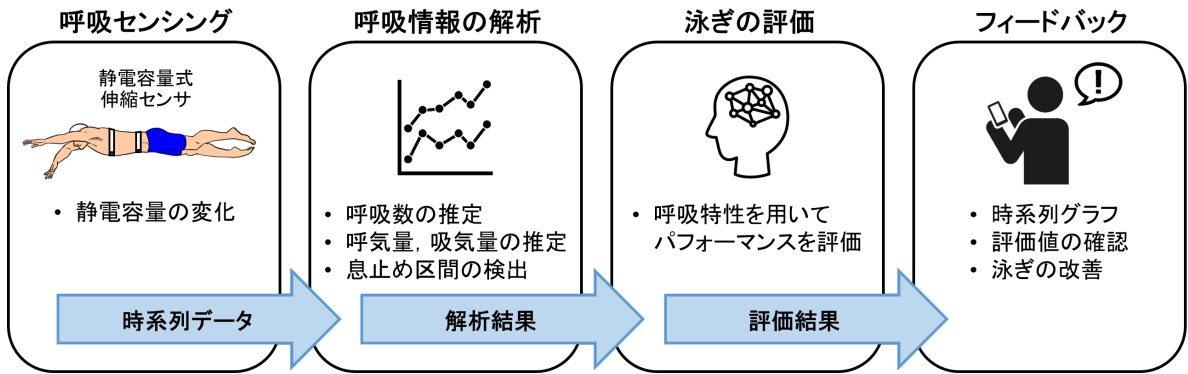 呼吸センシング
静電容量式
伸縮センサ
• 静電容量の変化
時系列データ
呼吸情報の解析
• 呼吸数の推定
• 呼気量，吸気量の推定
• 息止め区間の検出
解析結果
泳ぎの評価
• 呼吸特性を用いて
パフォーマンスを評価
評価結果
フィードバック
!
• 時系列グラフ
• 評価値の確認
• 泳ぎの改善